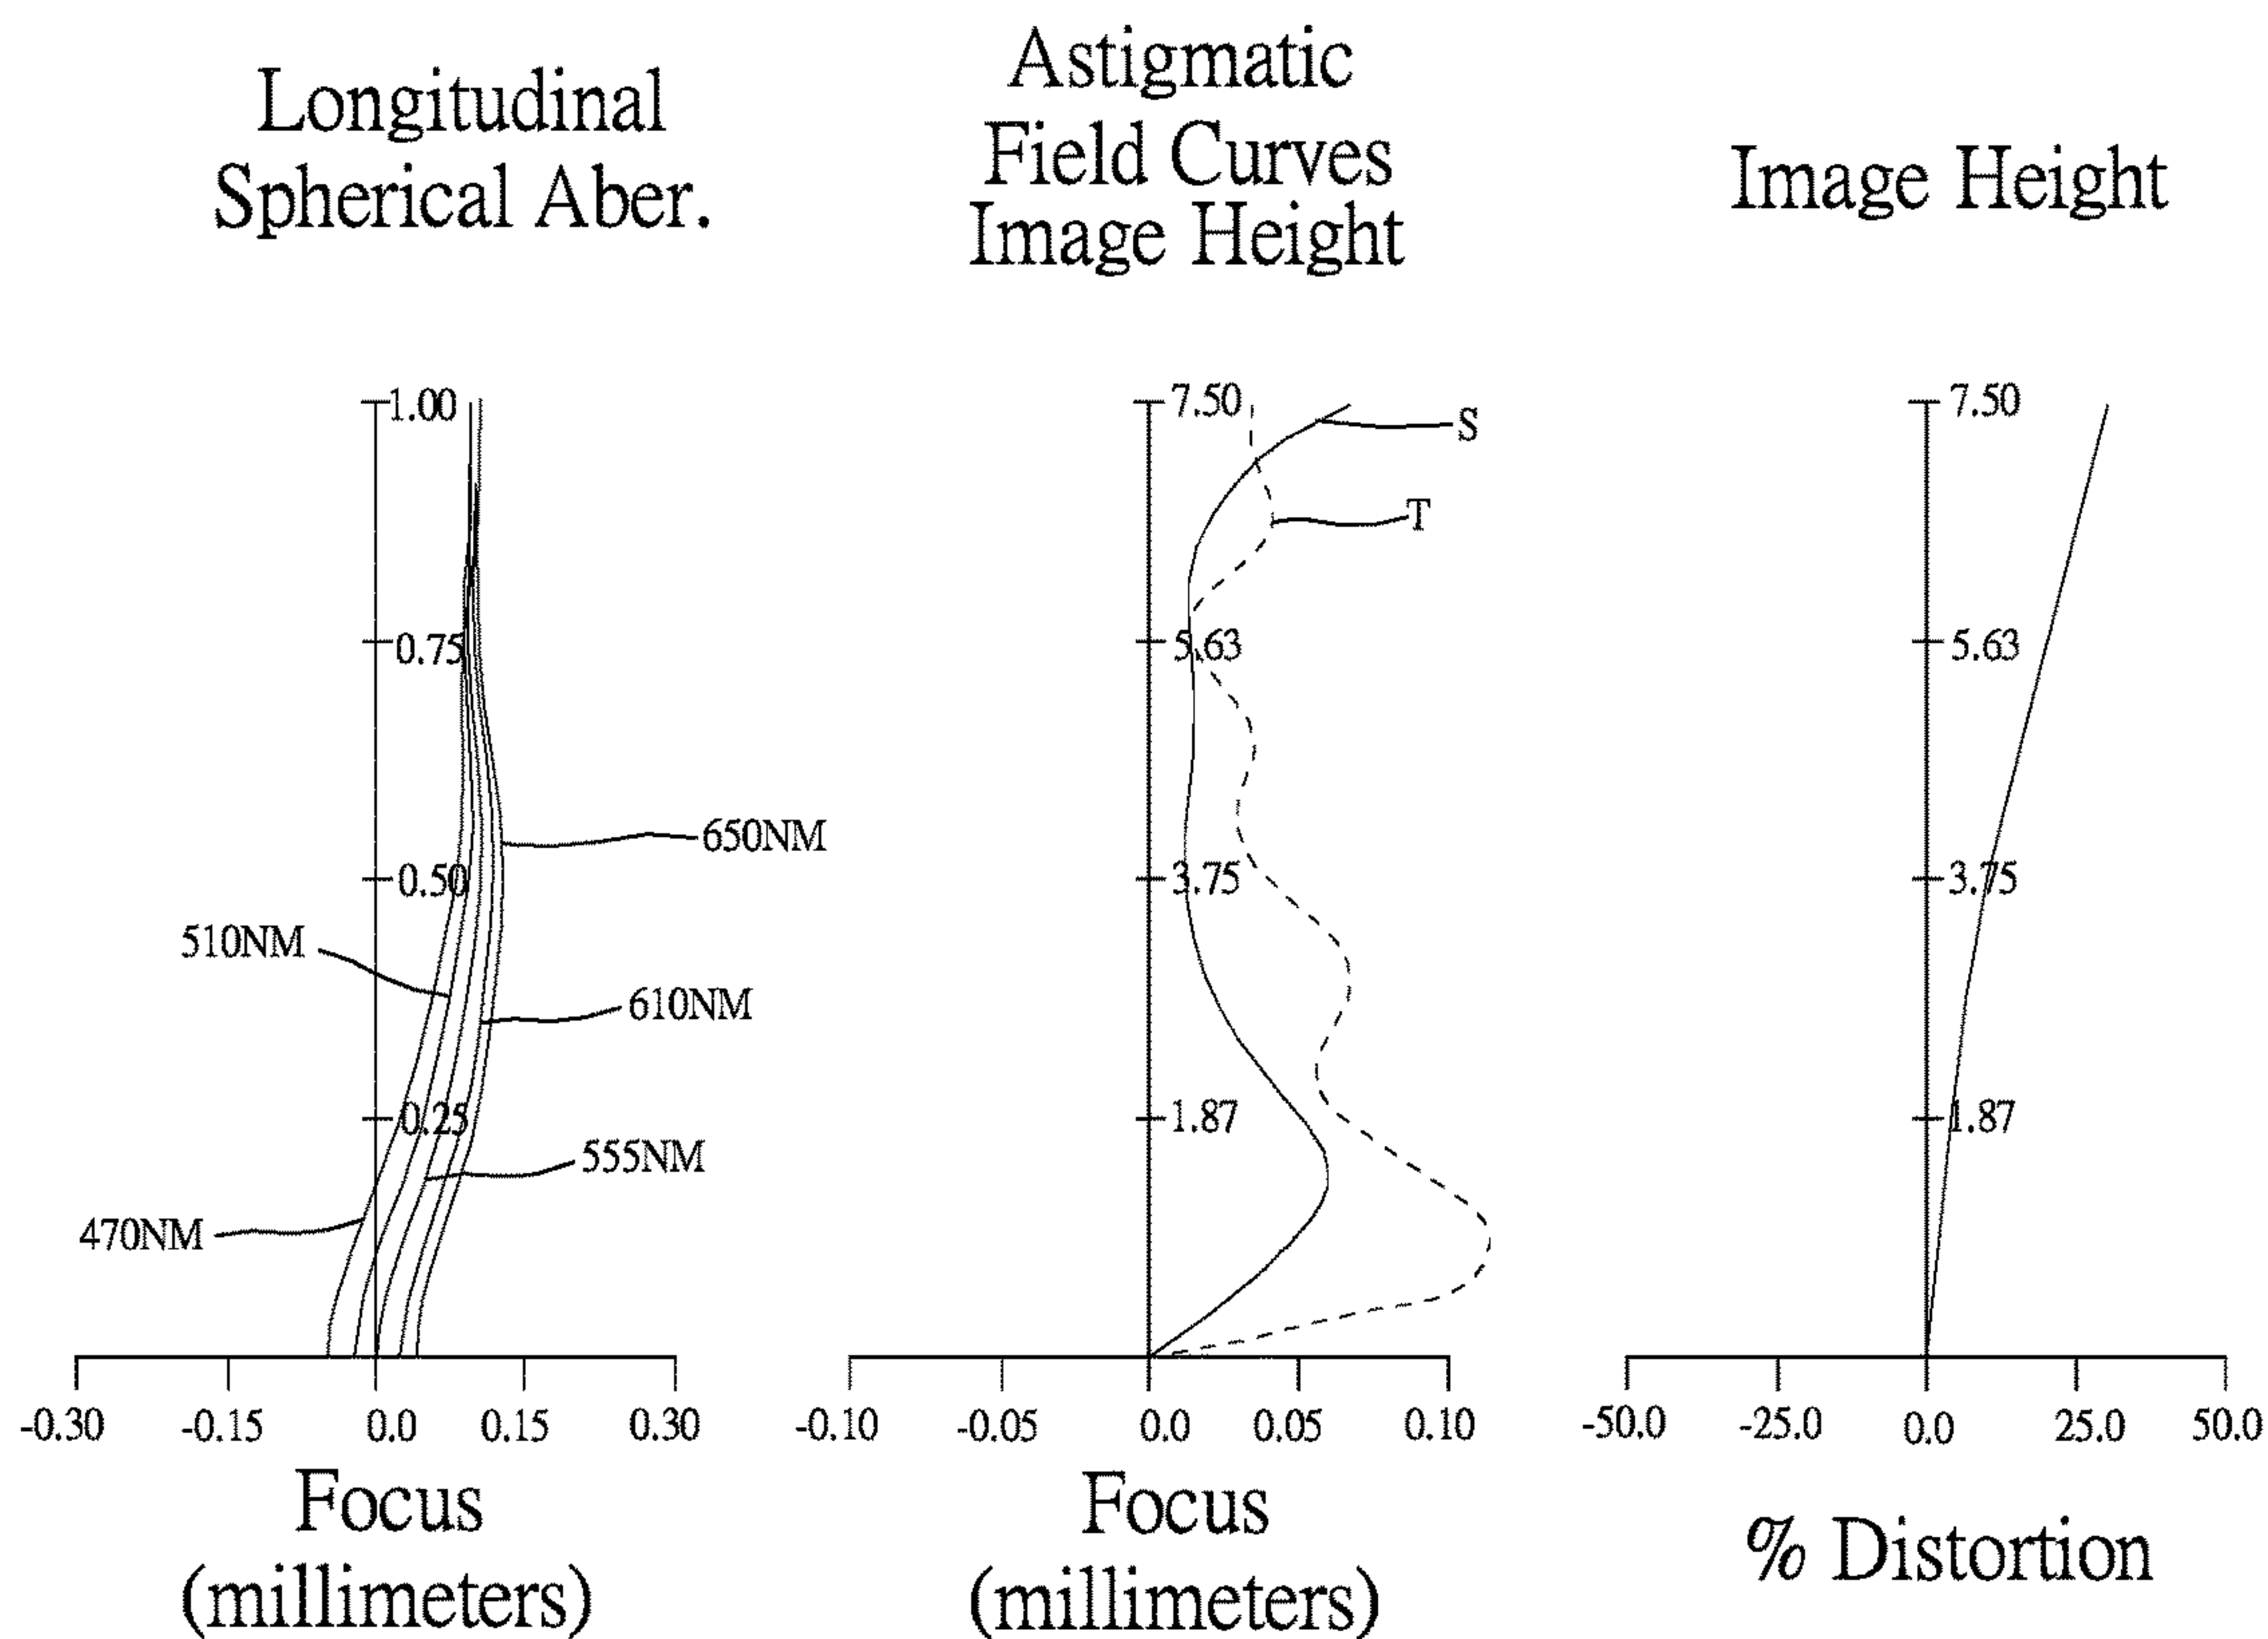 Longitudinal
Spherical Aber.
1.00
0.75
0.50
0.25
650NM
510NM
610NM
555NM
470NM
-0.30
-0.15
0.0
0.15
0.30
Focus
(millimeters)
Astigmatic
Field Curves
Image Height
7.50
S
T
5.63
3.75
1.87
-0.10
-0.05
0.0
0.05
0.10
Focus
(millimeters)
Image Height
7.50
5.63
3.75
1.87
-50.0
-25.0
0.0
25.0
50.0
% Distortion